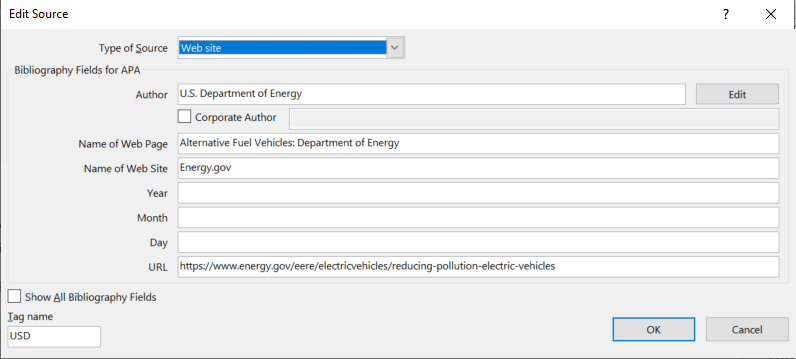 Edit Source
?
Type of Source Web site
Bibliography Fields for APA
Author U.S. Department of Energy Edit
Corporate Author
Name of Web Page Alternative Fuel Vehicles: Department of Energy
Name of Web Site Energy.gov
Year
Month
Day
URL https://www.energy.gov/eere/electricvehicles/reducing-pollution-electric-vehicles
Show All Bibliography Fields
Tag name
USD
OK Cancel